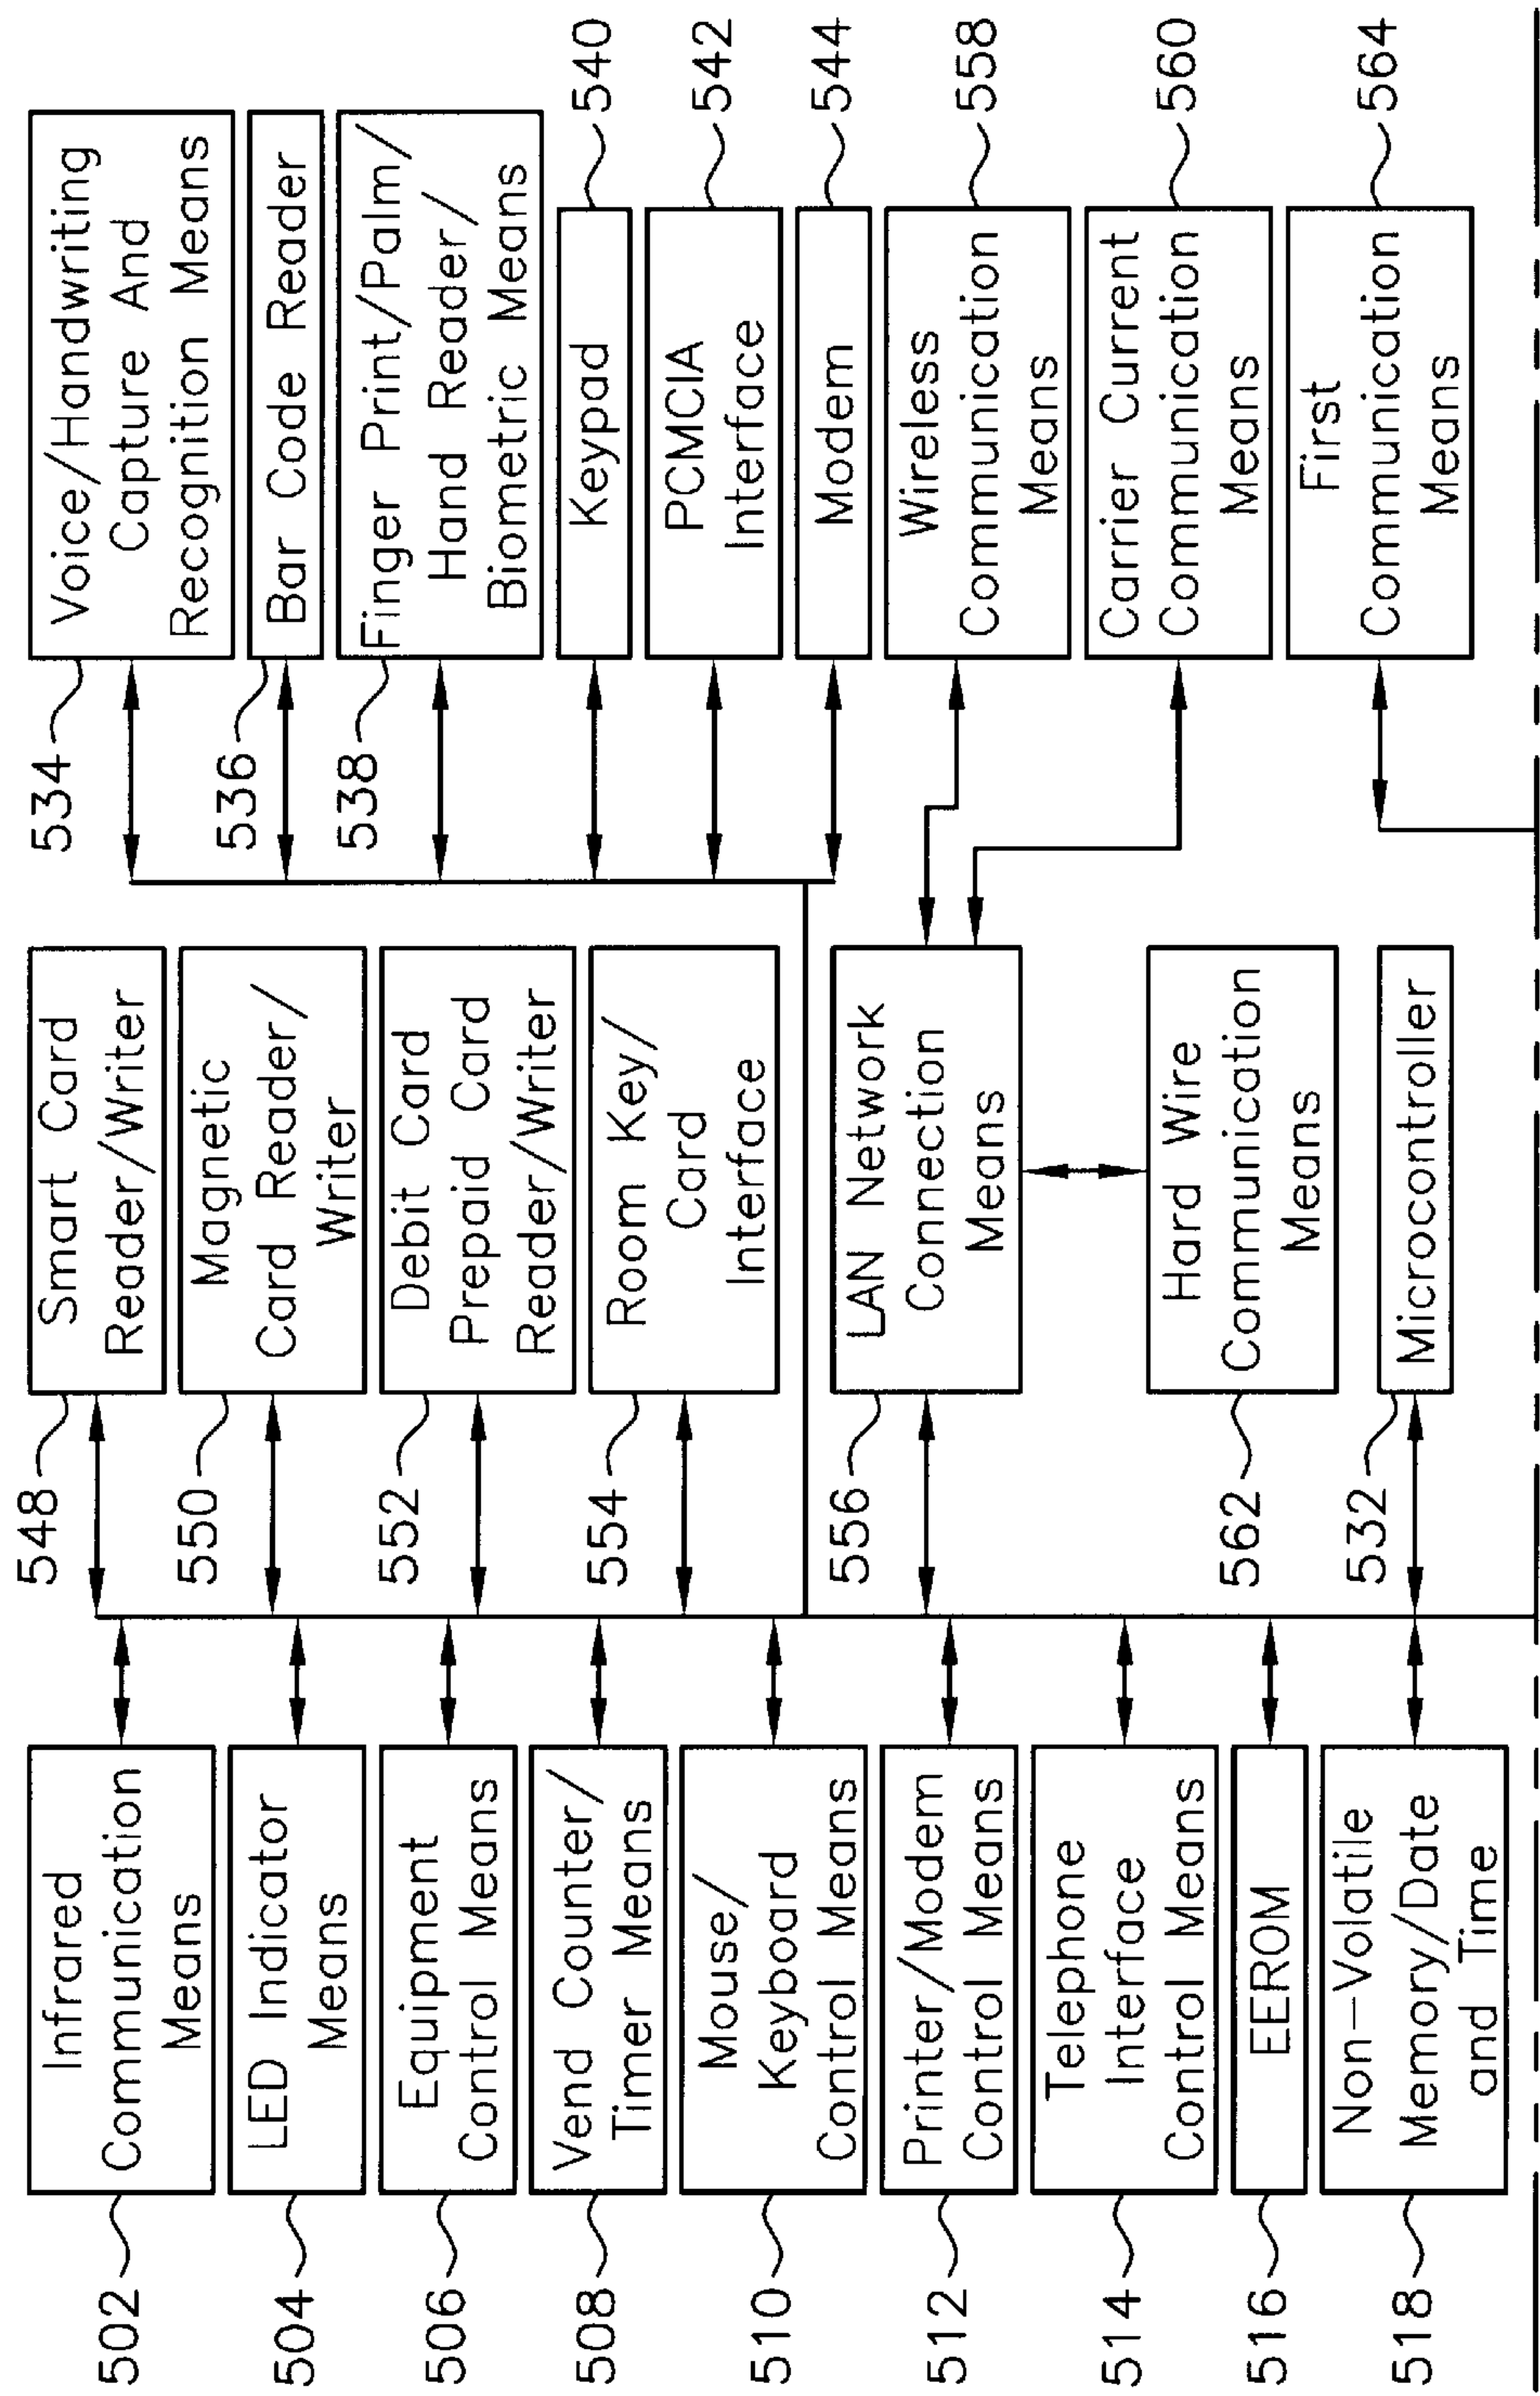 502
Infrared
Communication
Means
504
LED Indicator
Means
506
Equipment
Control Means
508
Vend Counter/
Timer Means
510
Mouse/
Keyboard
Control Means
512
Printer/Modem
Control Means
514
Telephone
Interface
Control Means
516
EEROM
518
Non-Volatile
Memory/Date
and Time
548
Smart Card
Reader/Writer
550
Magnetic
Card Reader/
Writer
552
Debit Card
Prepaid Card
Reader/Writer
554
Room Key/
Card
Interface
556
LAN Network
Connection
Means
562
Hard Wire
Communication
Means
532
Microcontroller
534
Voice/Handwriting
Capture And
Recognition Means
536
Bar Code Reader
538
Finger Print/Palm/
Hand Reader/
Biometric Means
Keypad
540
PCMCIA
Interface
542
Modem
544
Wireless
Communication
Means
558
Carrier Current
Communication
Means
560
First
Communication
Means
564